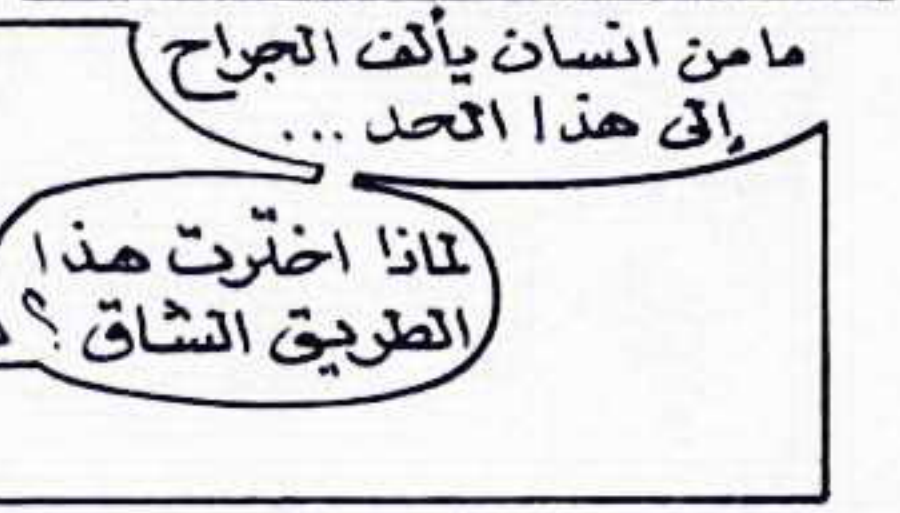 ما من انسان يألف الجراح
إلى هذا الحد ...
لماذا اخترت هذا
الطريق الشاق ؟